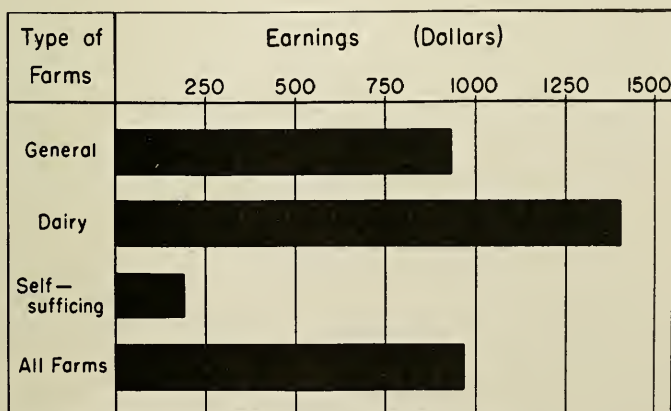 Type of
Farms
Earnings (Dollars)
250 500 750 1000 1250 1500
General
Dairy
Self—
sufficing
All Farms